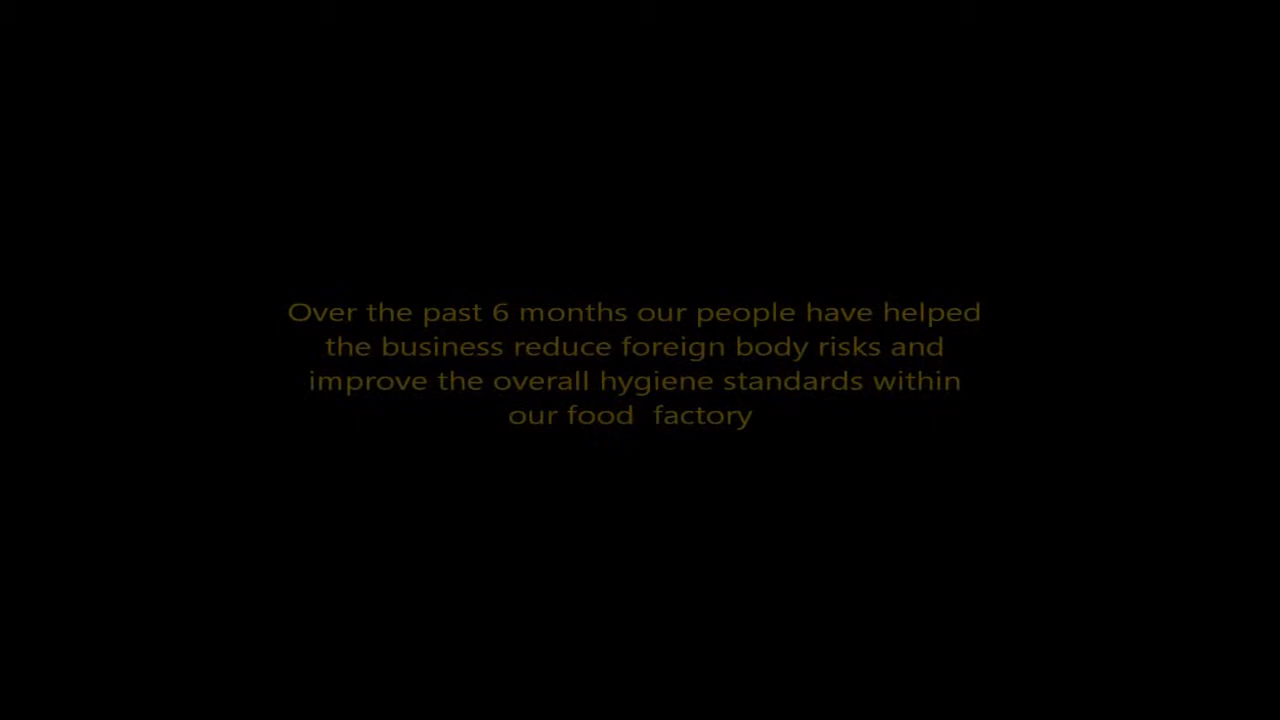 Over the past 6 months our people have helped
the business reduce foreign body risks and
improve the overall hygiene standards within
our food  factory